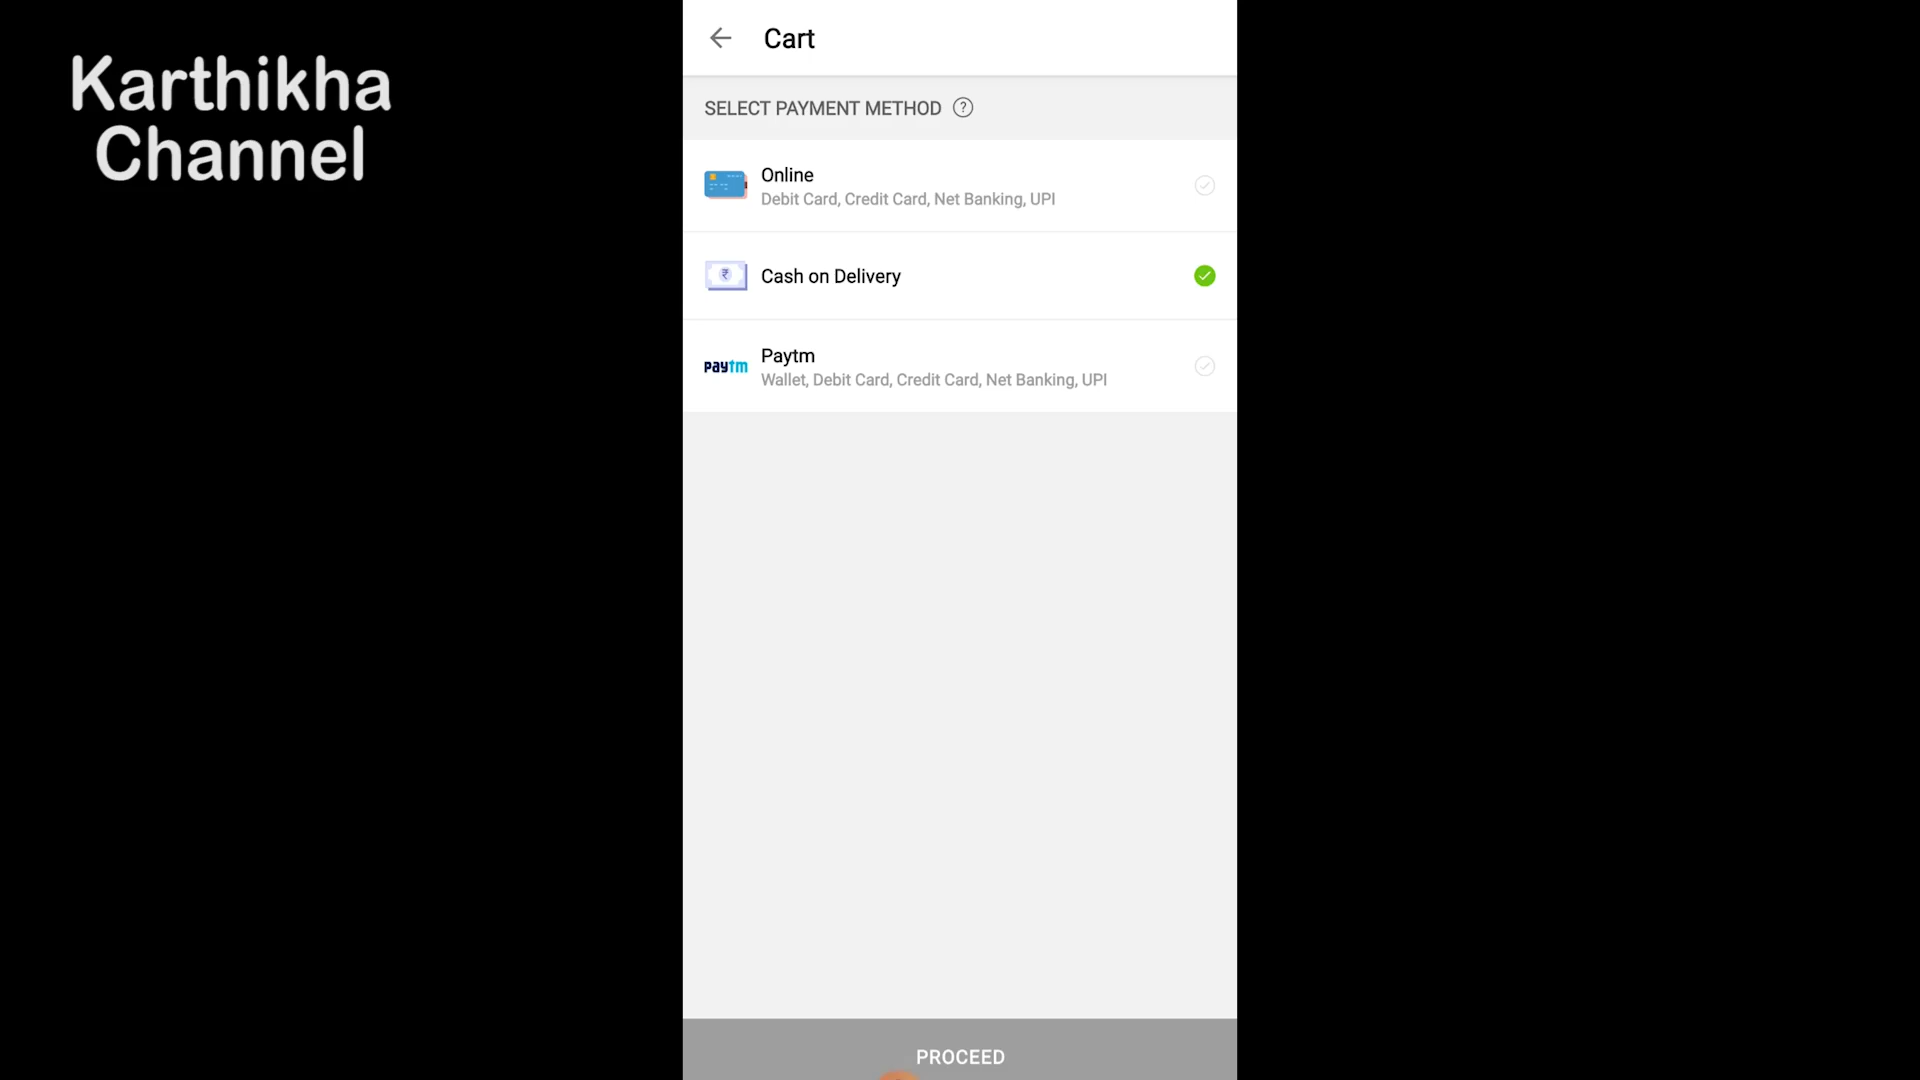 Karthikha
Channel
Cart
SELECT PAYMENT METHOD ?
Online
Debit Card, Credit Card, Net Banking, UPI
₹
Cash on Delivery
paytm
Paytm
Wallet, Debit Card, Credit Card, Net Banking, UPI
PROCEED